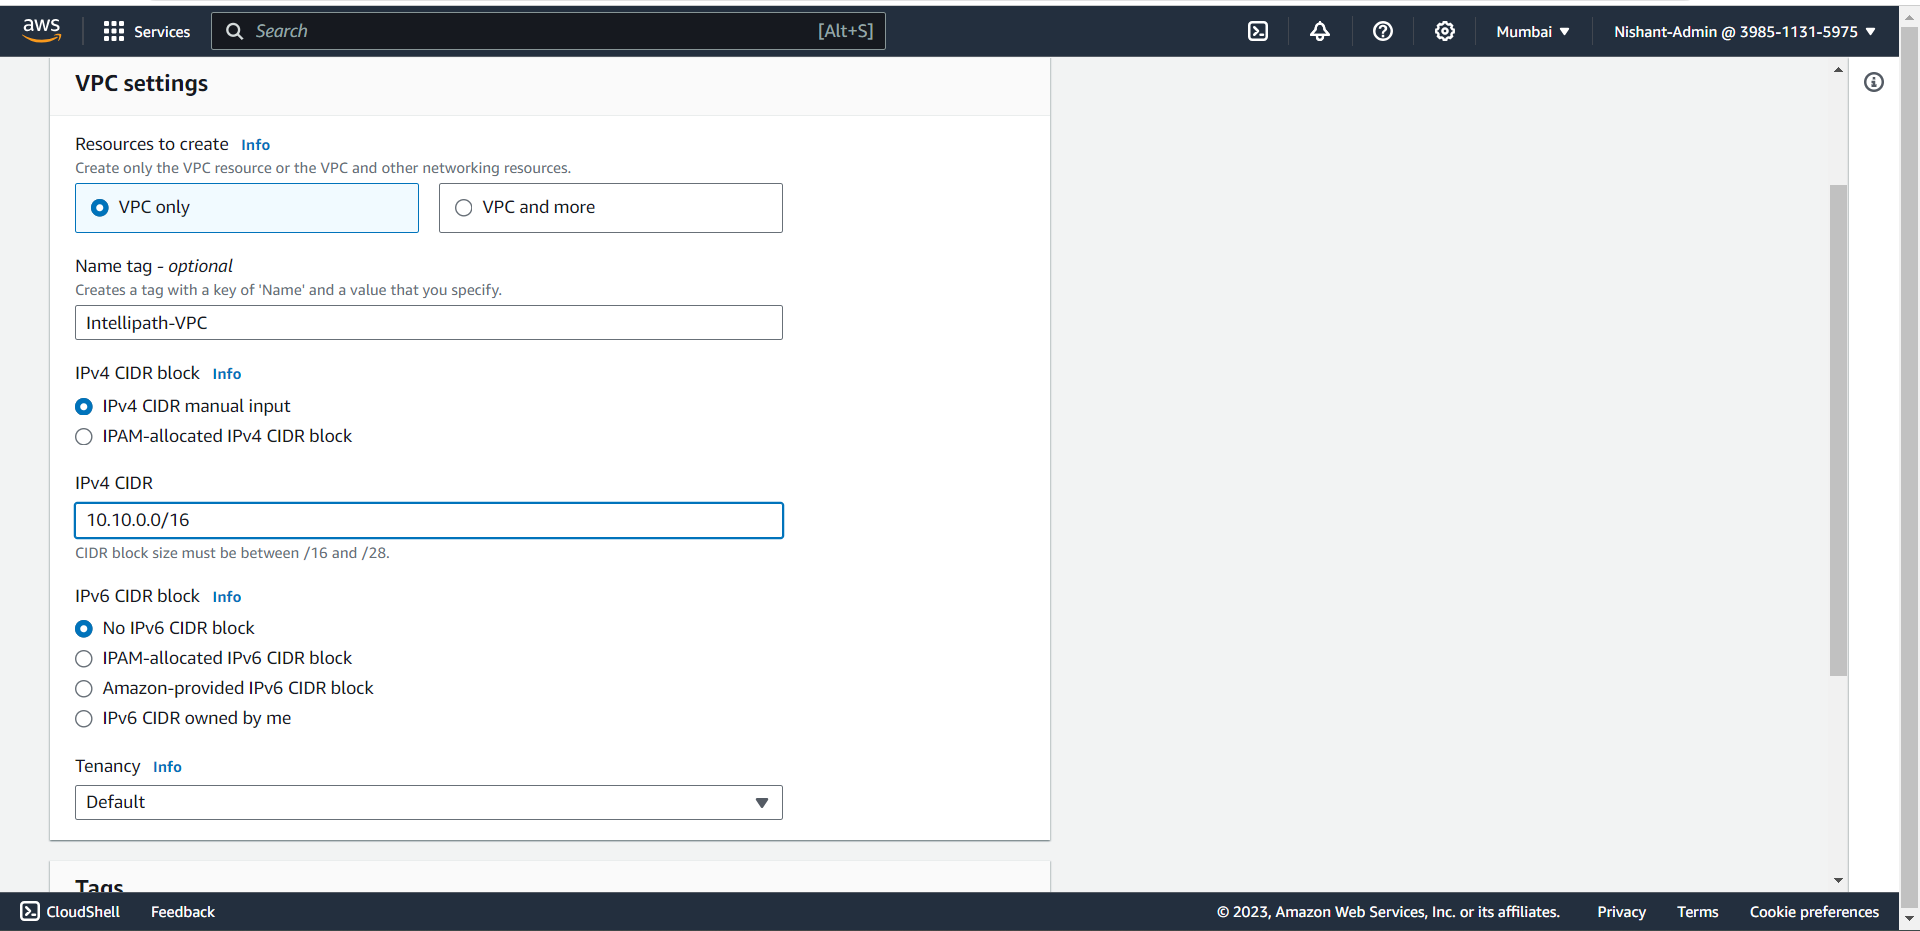 aws Services Search [Alt+S] Mumbai ▼ Nishant-Admin @ 3985-1131-5975 ▼
VPC settings
Resources to create Info
Create only the VPC resource or the VPC and other networking resources.
VPC only VPC and more
Name tag - optional
Creates a tag with a key of 'Name' and a value that you specify.
Intellipath-VPC
IPv4 CIDR block Info
IPv4 CIDR manual input
IPAM-allocated IPv4 CIDR block
IPv4 CIDR
10.10.0.0/16
CIDR block size must be between /16 and /28.
IPv6 CIDR block Info
No IPv6 CIDR block
IPAM-allocated IPv6 CIDR block
Amazon-provided IPv6 CIDR block
IPv6 CIDR owned by me
Tenancy Info
Default
Tags
CloudShell Feedback © 2023, Amazon Web Services, Inc. or its affiliates. Privacy Terms Cookie preferences